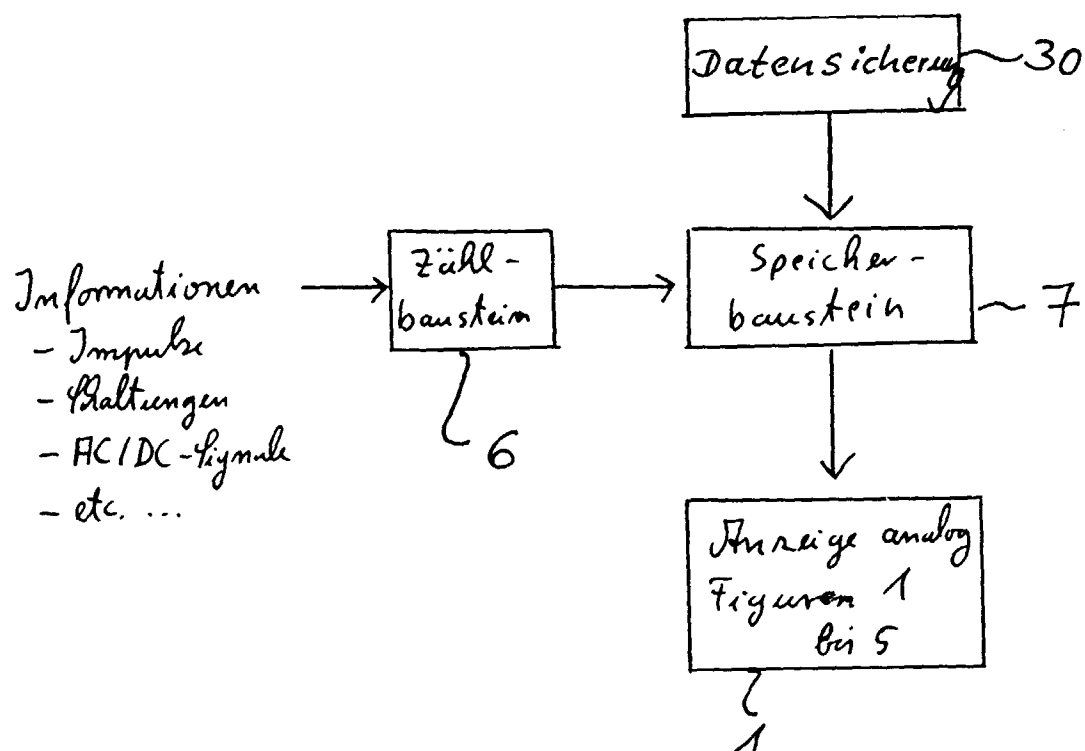 Datensicherung
30
Informationen
- Impulse
- Schaltungen
- AC/DC-Signale
- etc. ...
Zähl-
baustein
6
Speicher-
baustein
7
Anzeige analog
Figuren 1
bis 5
1